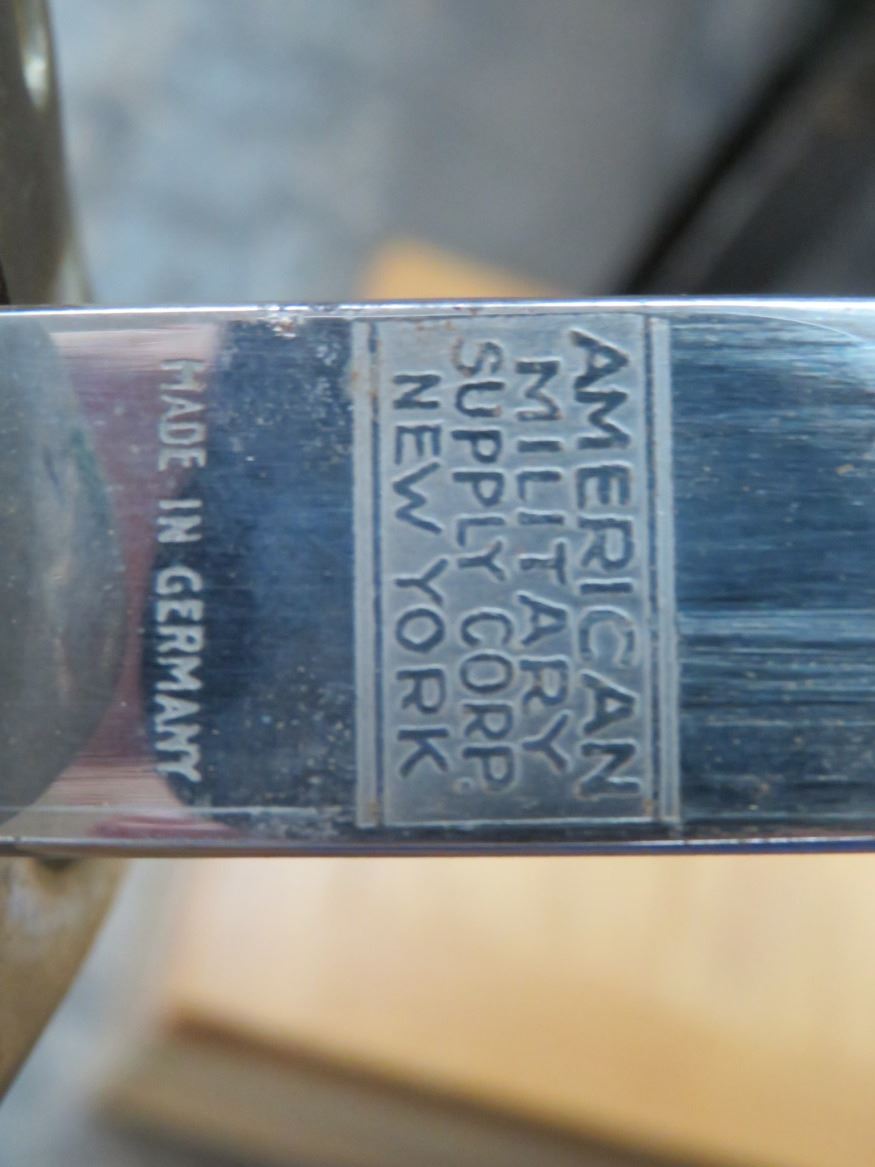 AMERICAN
MILITARY
SUPPLY CORP.
NEW YORK
MADE IN GERMANY